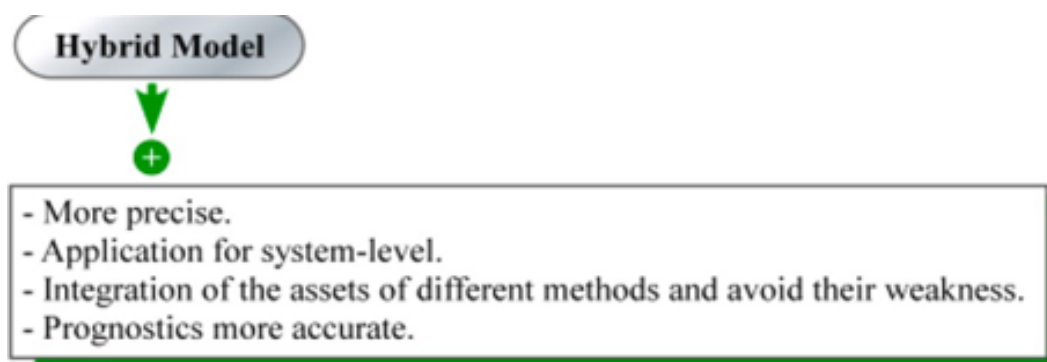 Hybrid Model
+
- More precise.
- Application for system-level.
- Integration of the assets of different methods and avoid their weakness.
- Prognostics more accurate.